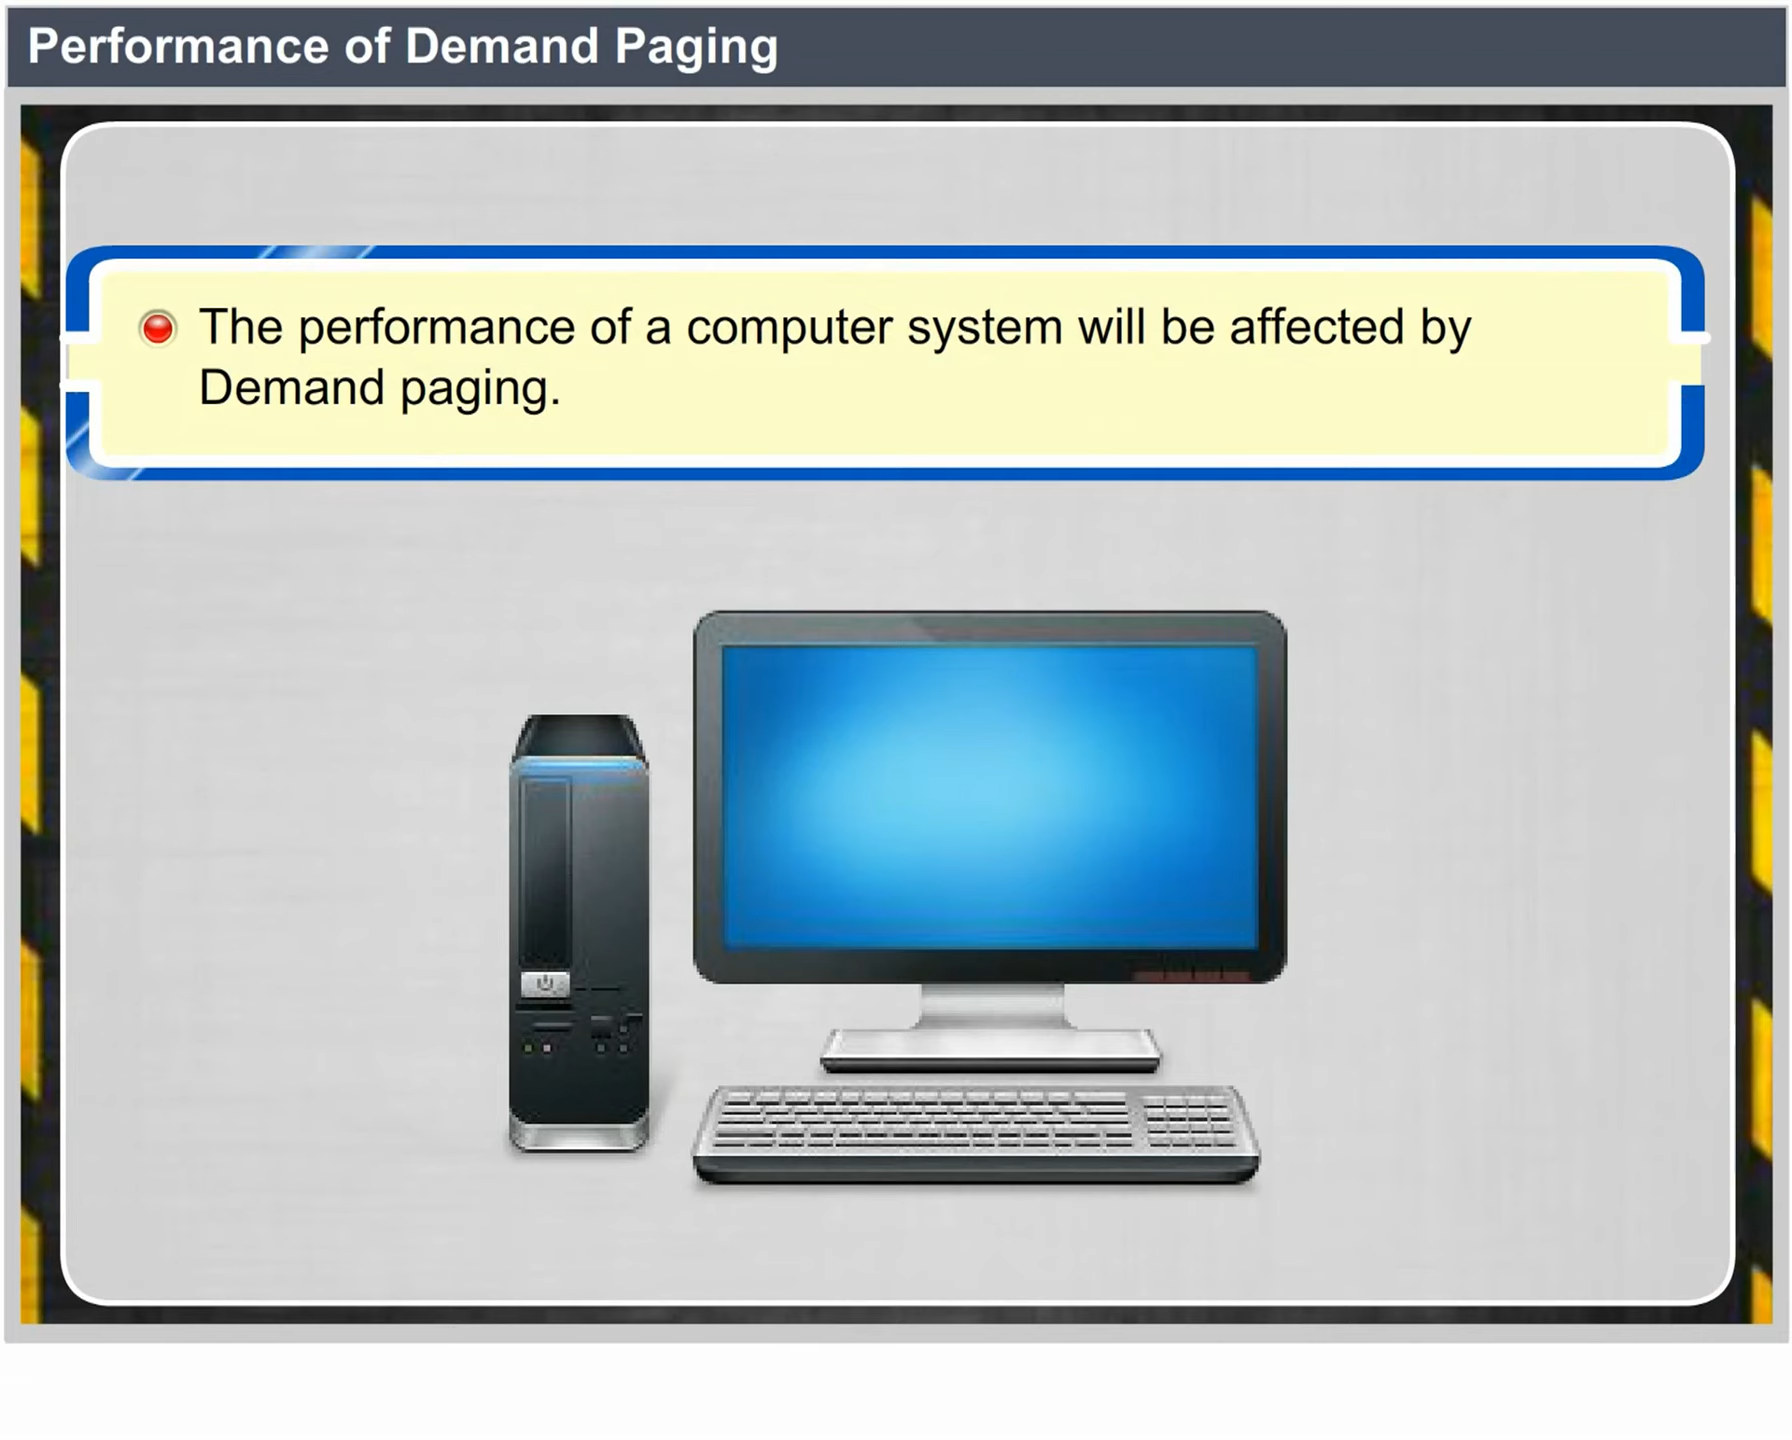 Performance of Demand Paging
The performance of a computer system will be affected by
Demand paging.